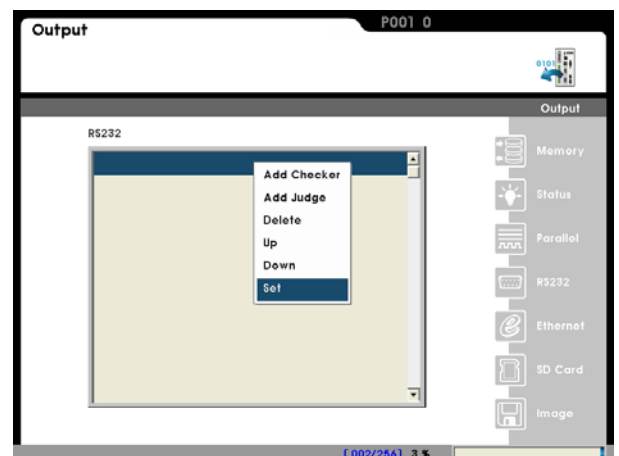 Output
P001 0
0101
Output
RS232
Add Checker
Add Judge
Delete
Up
Down
Set
Memory
Status
Parallel
RS232
Ethernet
SD Card
Image
[002/256] 3 %